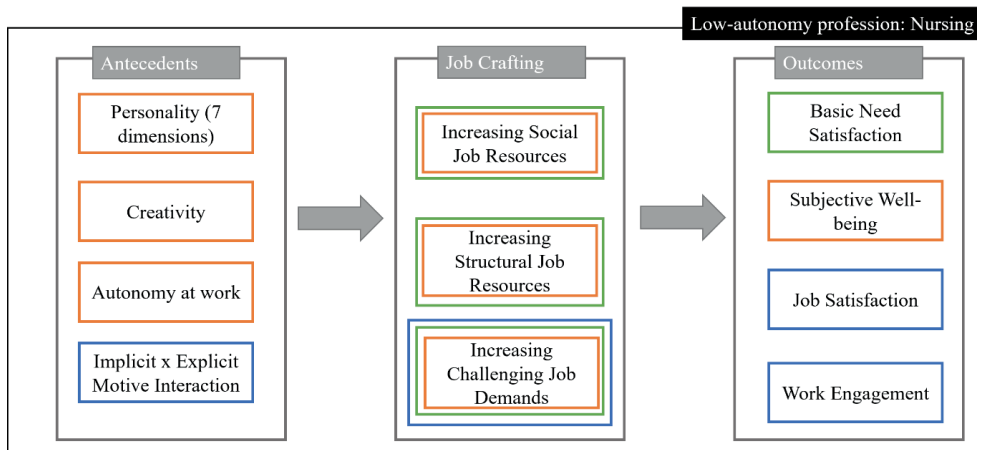 Low-autonomy profession: Nursing
Antecedents
Personality (7
dimensions)
Creativity
Autonomy at work
Implicit x Explicit
Motive Interaction
Job Crafting
Increasing Social
Job Resources
Increasing
Structural Job
Resources
Increasing
Challenging Job
Demands
Outcomes
Basic Need
Satisfaction
Subjective Well-
being
Job Satisfaction
Work Engagement